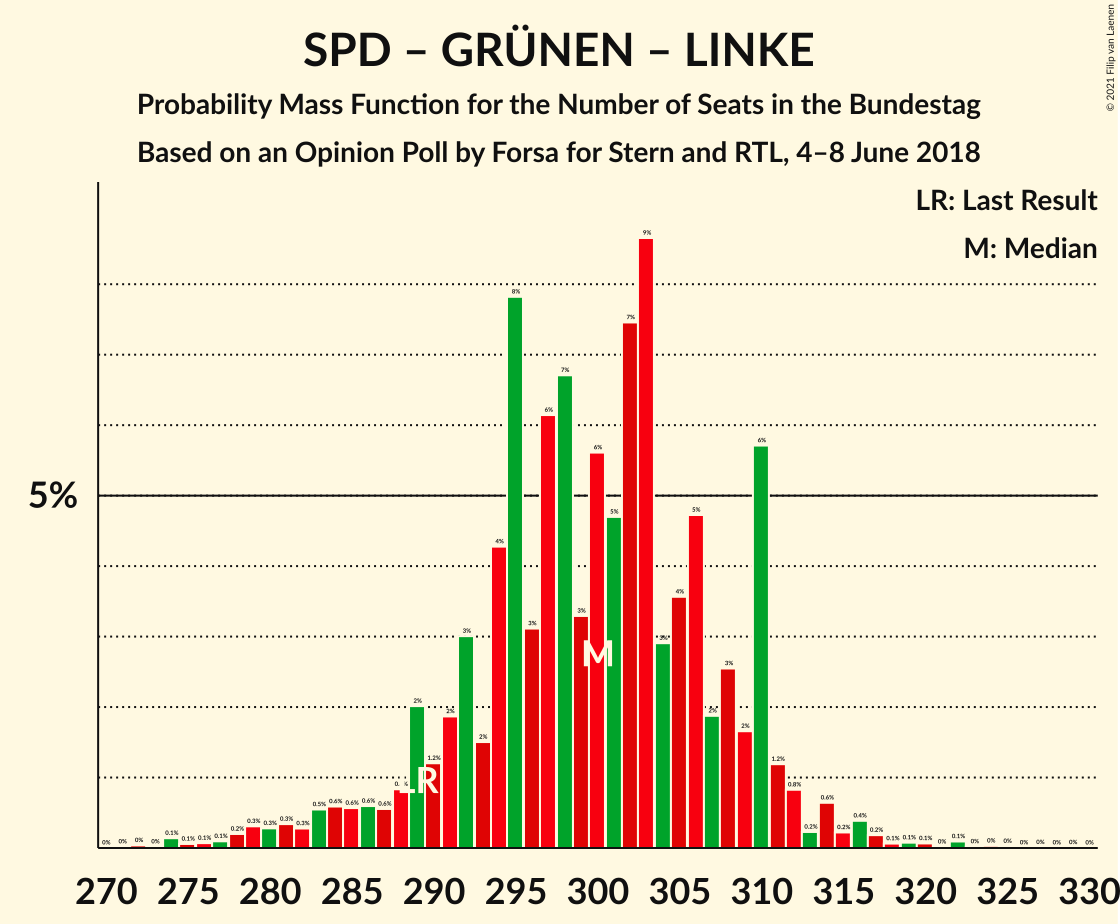 SPD – GRÜNEN – LINKE
Probability Mass Function for the Number of Seats in the Bundestag
Based on an Opinion Poll by Forsa for Stern and RTL, 4–8 June 2018
© 2021 Filip van Laenen
LR: Last Result
M: Median
5%
0% 0% 0% 0% 0.1% 0.1% 0.1% 0.1% 0.2% 0.3% 0.3% 0.3% 0.3% 0.5% 0.6% 0.6% 0.6% 0.6% 2% 1.2% 2% 3% 2% 4% 8% 3% 6% 7% 3% 6% 5% 7% 9% 3% 4% 5% 2% 3% 2% 6% 1.2% 0.8% 0.2% 0.6% 0.2% 0.4% 0.2% 0.1% 0.1% 0.1% 0% 0.1% 0% 0% 0% 0% 0% 0% 0% 0%
LR
M
270 275 280 285 290 295 300 305 310 315 320 325 330